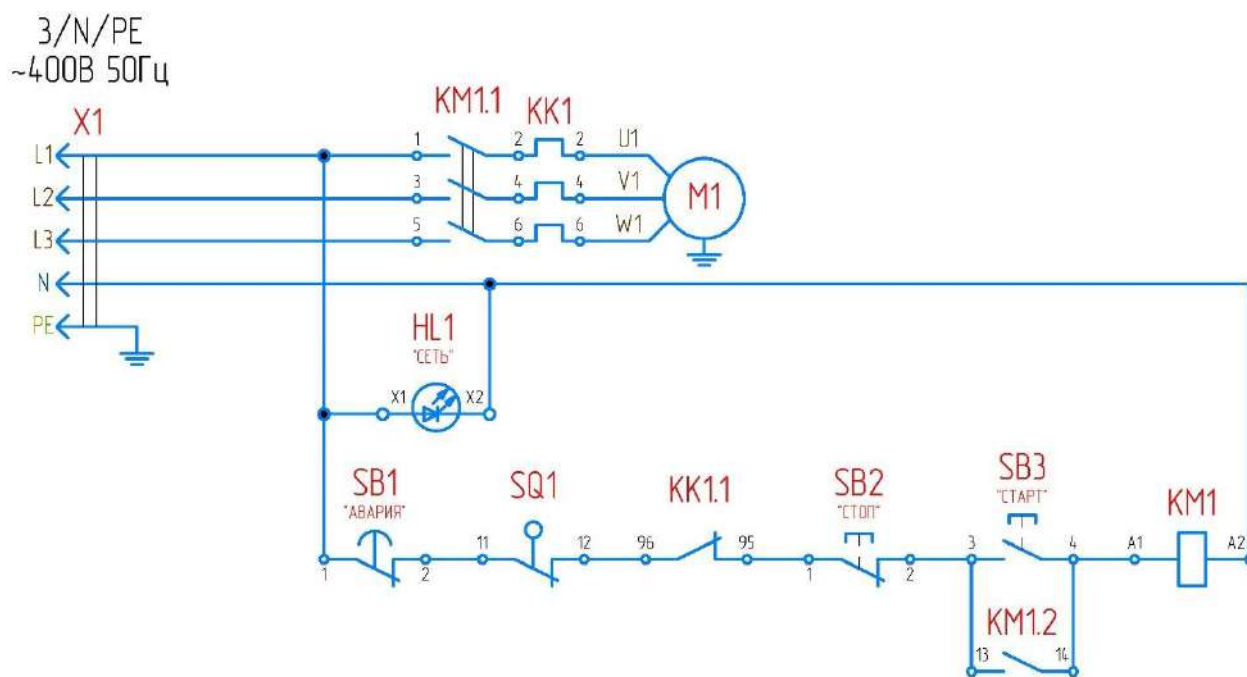 3/N/PE
~400В 50Гц
X1
KM1.1
KK1
L1
1
2
2
U1
L2
3
4
4
V1
M1
L3
5
6
6
W1
N
PE
HL1
"СЕТЬ"
X1
X2
SB1
"АВАРИЯ"
SQ1
KK1.1
SB2
"СТОП"
SB3
"СТАРТ"
KM1
1
2
11
12
96
95
1
2
3
4
A1
A2
KM1.2
13
14